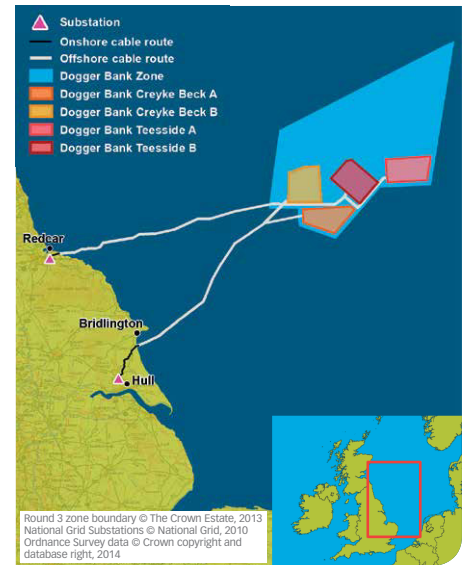 Substation
Onshore cable route
Offshore cable route
Dogger Bank Zone
Dogger Bank Creyke Beck A
Dogger Bank Creyke Beck B
Dogger Bank Teesside A
Dogger Bank Teesside B
Redcar
Bridlington
Hull
Round 3 zone boundary © The Crown Estate, 2013
National Grid Substations © National Grid, 2010
Ordnance Survey data © Crown copyright and
database right, 2014